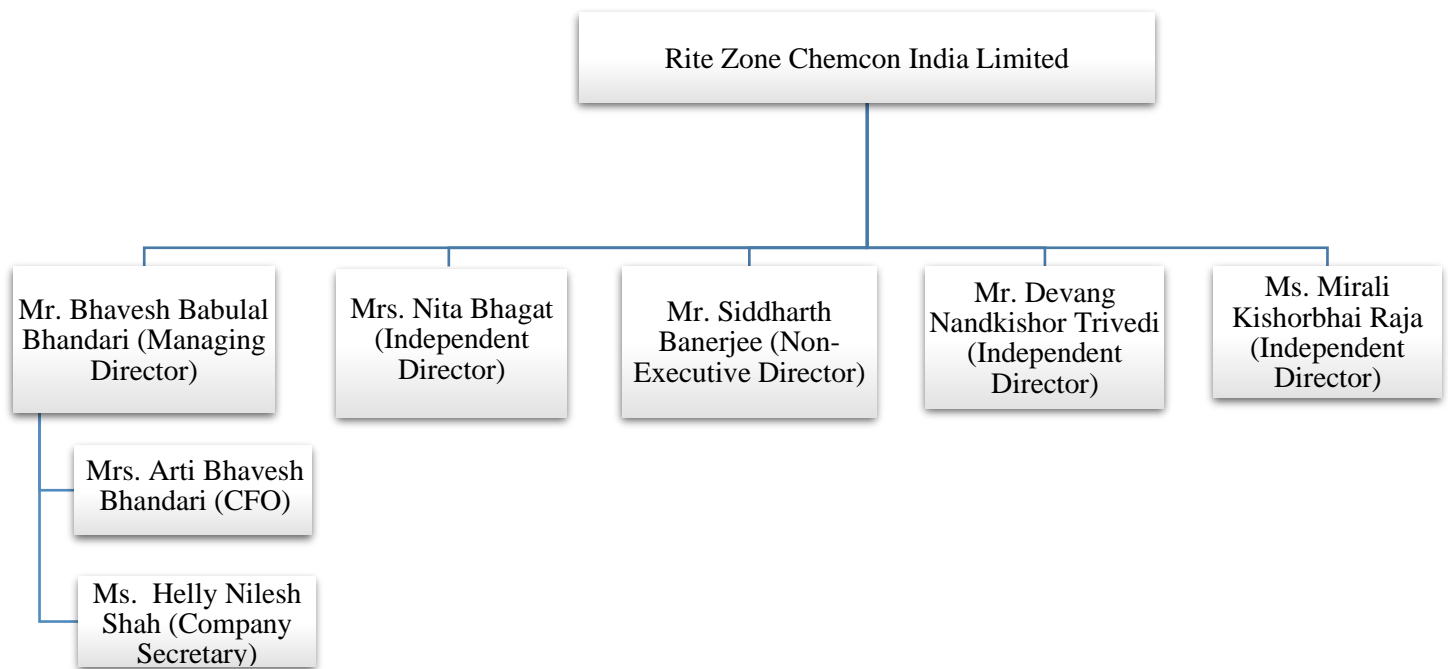 Rite Zone Chemcon India Limited
Mr. Bhavesh Babulal
Bhandari (Managing
Director)
Mrs. Nita Bhagat
(Independent
Director)
Mr. Siddharth
Banerjee (Non-
Executive Director)
Mr. Devang
Nandkishor Trivedi
(Independent
Director)
Ms. Mirali
Kishorbhai Raja
(Independent
Director)
Mrs. Arti Bhavesh
Bhandari (CFO)
Ms. Helly Nilesh
Shah (Company
Secretary)